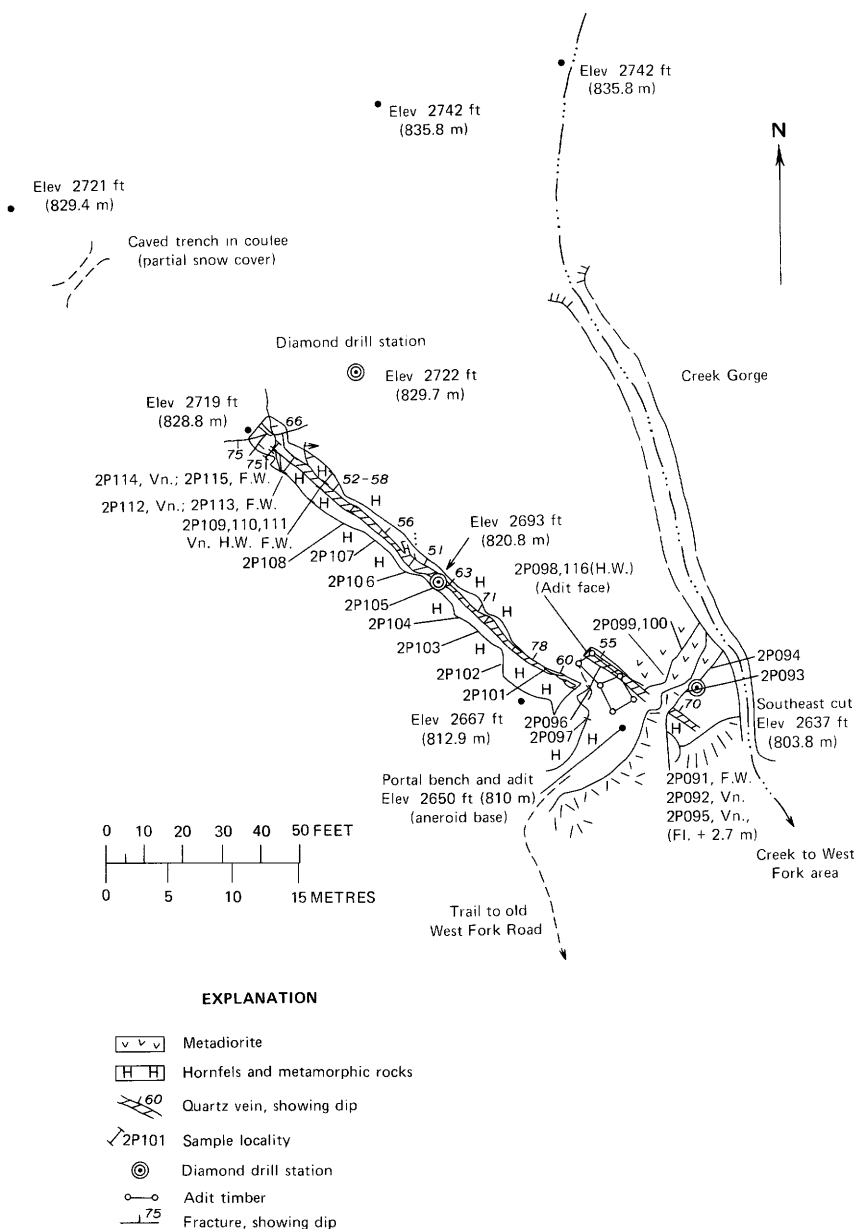 Elev 2742 ft
(835.8 m)
Elev 2742 ft
(835.8 m)
N
Elev 2721 ft
(829.4 m)
Caved trench in coulee
(partial snow cover)
Diamond drill station
Elev 2722 ft
(829.7 m)
Creek Gorge
Elev 2719 ft
(828.8 m)
66
75
75
2P114, Vn.; 2P115, F.W.
H
52-58
H
H
2P112, Vn.; 2P113, F.W.
H
2P109,110,111
Vn. H.W. F.W.
56
H
2P108
2P107
H
51
Elev 2693 ft
(820.8 m)
2P106
63
H
2P098,116(H.W.)
(Adit face)
2P105
H
71
H
2P104
2P099,100
2P103
H
78
55
2P094
2P102
H
60
2P093
2P101
H
H
70
Southeast cut
Elev 2637 ft
(803.8 m)
Elev 2667 ft
(812.9 m)
2P096
2P097
H
H
H
Portal bench and adit
Elev 2650 ft (810 m)
(aneroid base)
2P091, F.W.
2P092, Vn.
2P095, Vn.,
(Fl. + 2.7 m)
0 10 20 30 40 50 FEET
0 5 10 15 METRES
Creek to West
Fork area
Trail to old
West Fork Road
EXPLANATION
v v v Metadiorite
H H Hornfels and metamorphic rocks
60 Quartz vein, showing dip
2P101 Sample locality
Diamond drill station
Adit timber
75 Fracture, showing dip